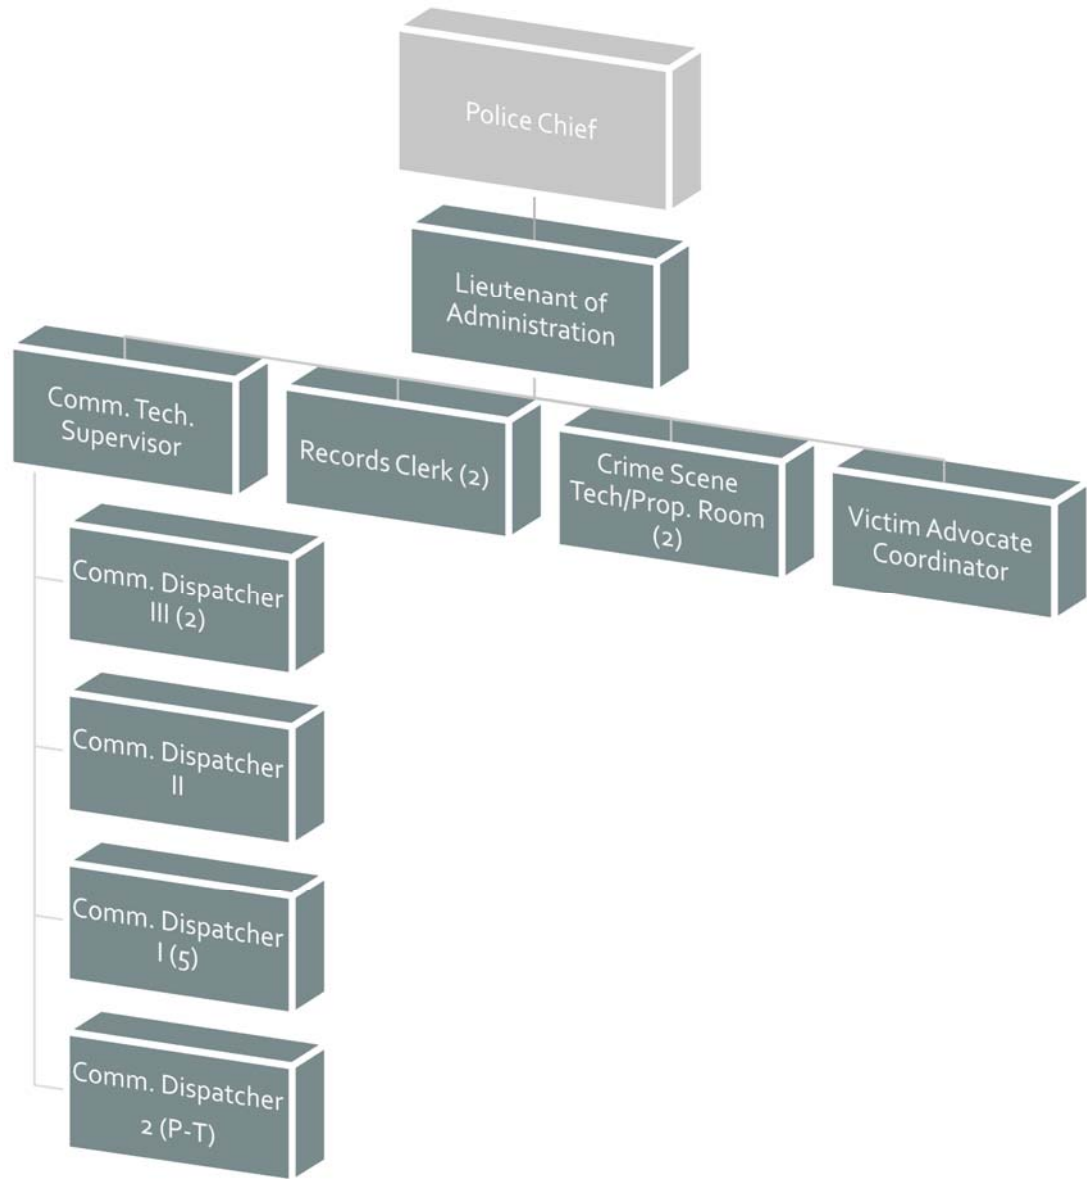 Police Chief
Lieutenant of
Administration
Comm. Tech.
Supervisor
Records Clerk (2)
Crime Scene
Tech/Prop. Room
(2)
Victim Advocate
Coordinator
Comm. Dispatcher
III (2)
Comm. Dispatcher
II
Comm. Dispatcher
I (5)
Comm. Dispatcher
2 (P-T)